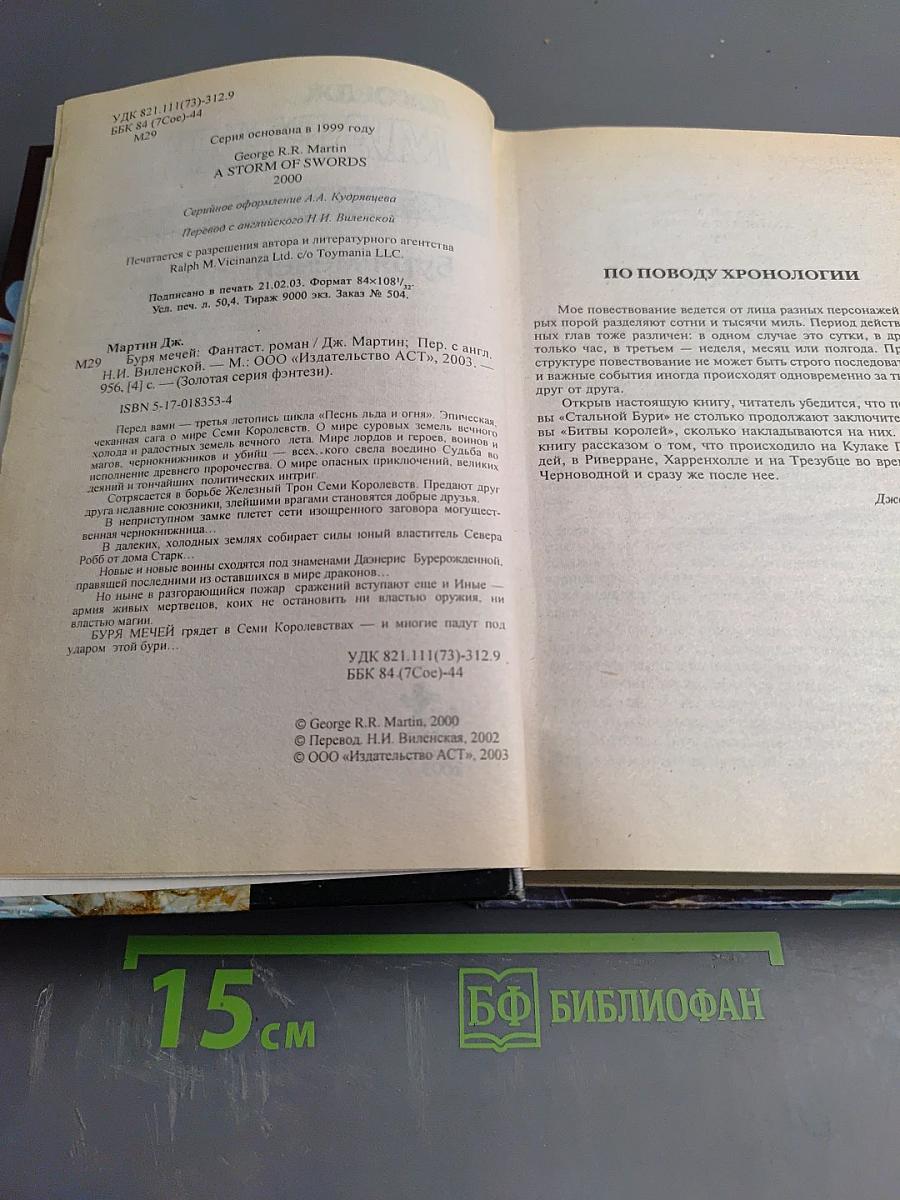 УДК 821.111(73)-312.9
ББК 84 (7Сое)-44
М29
Серия основана в 1999 году
George R.R. Martin
A STORM OF SWORDS
2000
Серийное оформление А.А. Кудрявцева
Перевод с английского Н.И. Виленской
Печатается с разрешения автора и литературного агентства
Ralph M.Vicinanza Ltd. c/o Toymania LLC.
Подписано в печать 21.02.03. Формат 84×108¹/₃₂.
Усл. печ. л. 50,4. Тираж 9000 экз. Заказ № 504.
Мартин Дж.
М29 Буря мечей: Фантаст. роман / Дж. Мартин; Пер. с англ.
Н.И. Виленской. — М.: ООО «Издательство АСТ», 2003. —
956, [4] с. — (Золотая серия фэнтези).
ISBN 5-17-018353-4
Перед вами — третья летопись цикла «Песнь льда и огня». Эпическая,
чеканная сага о мире Семи Королевств. О мире суровых земель вечного
холода и радостных земель вечного лета. Мире лордов и героев, воинов и
магов, чернокнижников и убийц — всех, кого свела воедино Судьба во
исполнение древнего пророчества. О мире опасных приключений, великих
деяний и тончайших политических интриг.
Сотрясается в борьбе Железный Трон Семи Королевств. Предают друг
друга недавние союзники, злейшими врагами становятся добрые друзья.
В неприступном замке плетет сети изощренного заговора могущест-
венная чернокнижница...
В далеких, холодных землях собирает силы юный властитель Севера
Робб от дома Старк...
Новые и новые воины сходятся под знаменами Даэнерис Бурерожденной,
правящей последними из оставшихся в мире драконов...
Но ныне в разгорающийся пожар сражений вступают еще и Иные —
армия живых мертвецов, коих не остановить ни властью оружия, ни
властью магии.
БУРЯ МЕЧЕЙ грядет в Семи Королевствах — и многие падут под
ударом этой бури...
УДК 821.111(73)-312.9
ББК 84 (7Сое)-44
© George R.R. Martin, 2000
© Перевод. Н.И. Виленская, 2002
© ООО «Издательство АСТ», 2003
ПО ПОВОДУ ХРОНОЛОГИИ
Мое повествование ведется от лица разных персонажей
рых порой разделяют сотни и тысячи миль. Период действ
ных глав тоже различен: в одном случае это сутки, в др
только час, в третьем — неделя, месяц или полгода. Пр
структуре повествование не может быть строго последоват
и важные события иногда происходят одновременно за ты
друг от друга.
Открыв настоящую книгу, читатель убедится, что пе
вы «Стальной Бури» не столько продолжают заключите
вы «Битвы королей», сколько накладываются на них.
книгу рассказом о том, что происходило на Кулаке П
дей, в Риверране, Харренхолле и на Трезубце во врем
Черноводной и сразу же после нее.
Дже
15 см
БФ БИБЛИОФАН